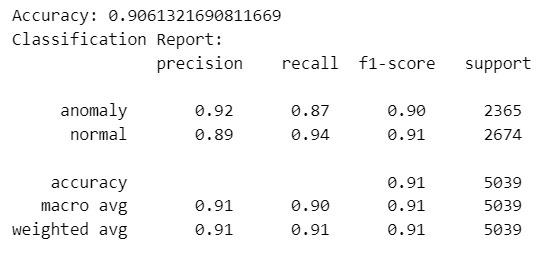 Accuracy: 0.9061321690811669
Classification Report:
precision recall f1-score support
anomaly 0.92 0.87 0.90 2365
normal 0.89 0.94 0.91 2674
accuracy 0.91 5039
macro avg 0.91 0.90 0.91 5039
weighted avg 0.91 0.91 0.91 5039